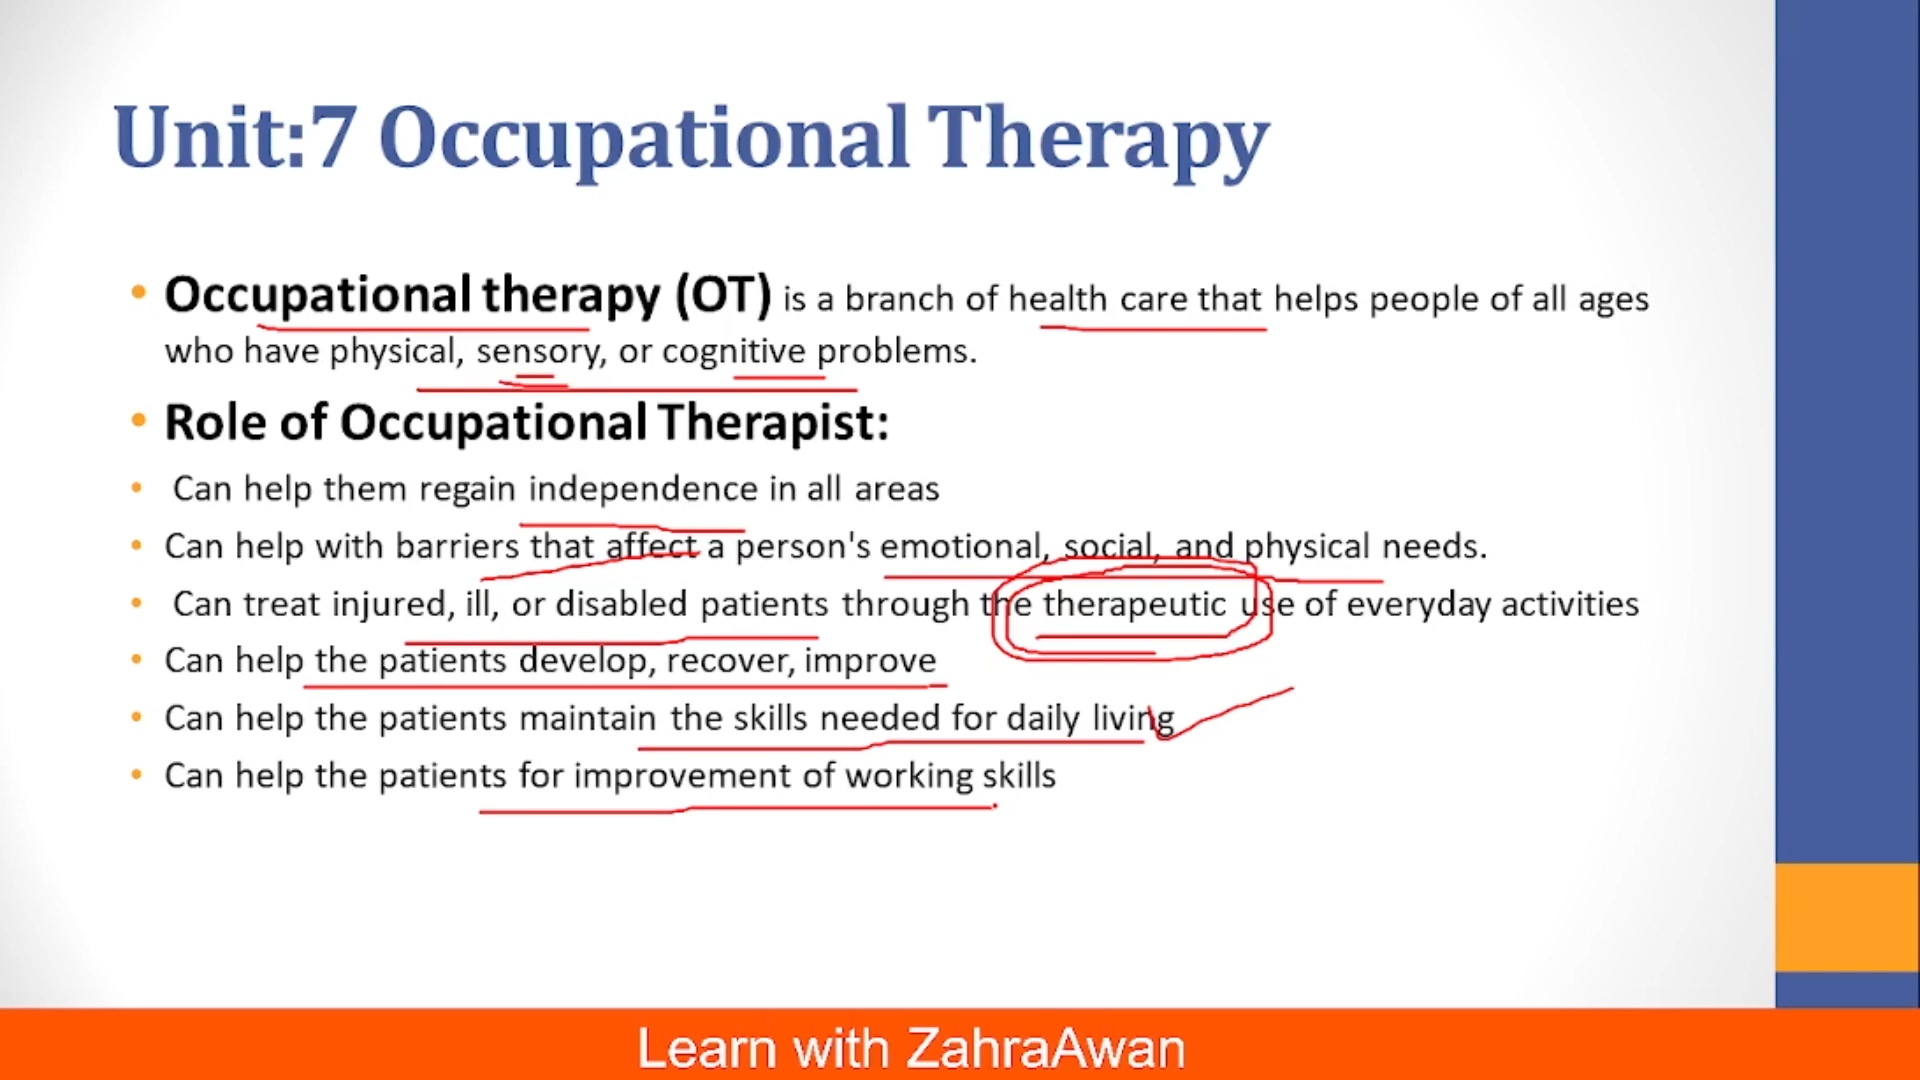 Unit:7 Occupational Therapy
• Occupational therapy (OT) is a branch of health care that helps people of all ages
who have physical, sensory, or cognitive problems.
• Role of Occupational Therapist:
• Can help them regain independence in all areas
• Can help with barriers that affect a person's emotional, social, and physical needs.
• Can treat injured, ill, or disabled patients through the therapeutic use of everyday activities
• Can help the patients develop, recover, improve
• Can help the patients maintain the skills needed for daily living
• Can help the patients for improvement of working skills
Learn with ZahraAwan